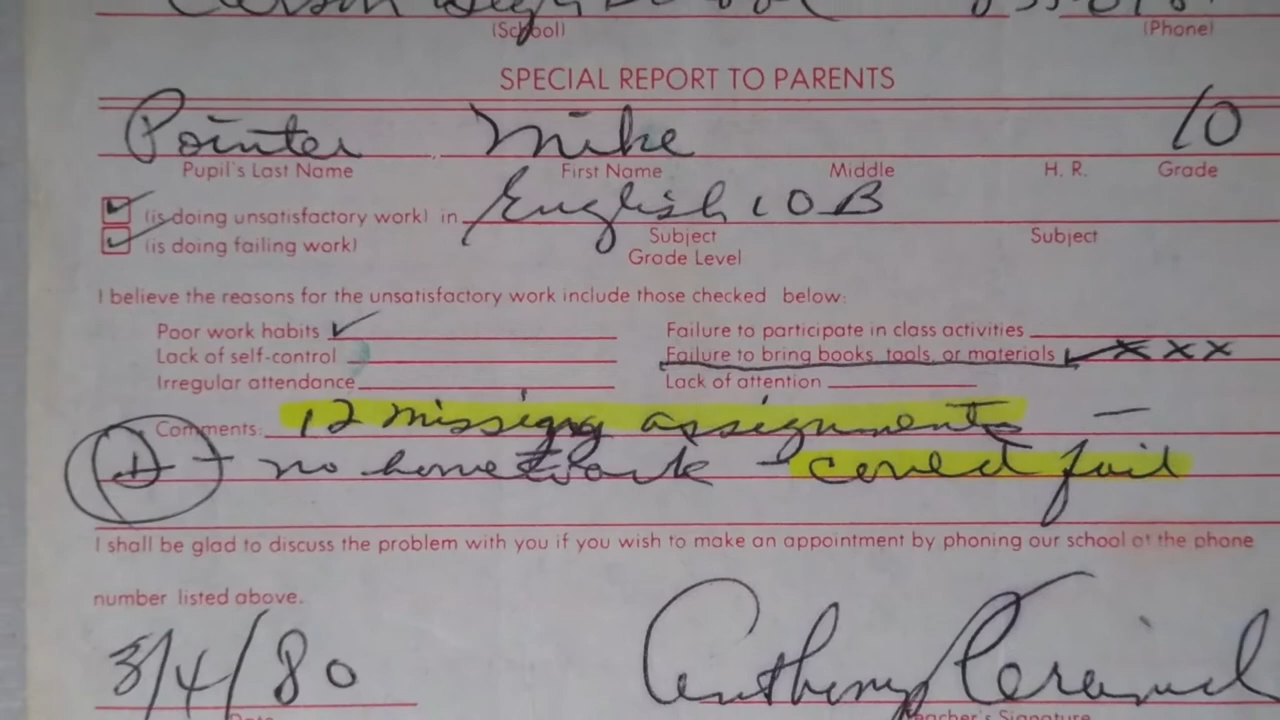 (School) (Phone)
SPECIAL REPORT TO PARENTS
Pointer Mike 10
Pupil's Last Name First Name Middle H. R. Grade
(is doing unsatisfactory work) in English 10 B
(is doing failing work) Subject Subject
Grade Level
I believe the reasons for the unsatisfactory work include those checked below:
Poor work habits Failure to participate in class activities
Lack of self-control Failure to bring books, tools, or materials xxx
Irregular attendance Lack of attention
Comments: 12 missing assignments —
D - no homework - could fail
I shall be glad to discuss the problem with you if you wish to make an appointment by phoning our school at the phone
number listed above.
3/4/80 Anthony
Date Teacher's Signature